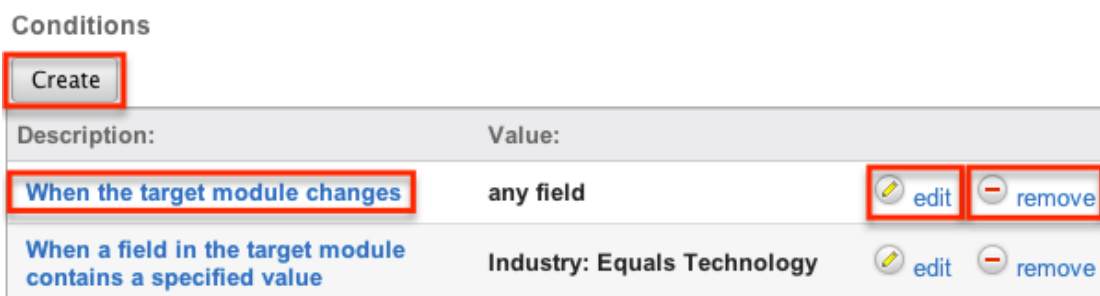 Conditions
Create
Description: Value:
When the target module changes any field edit remove
When a field in the target module
contains a specified value Industry: Equals Technology edit remove